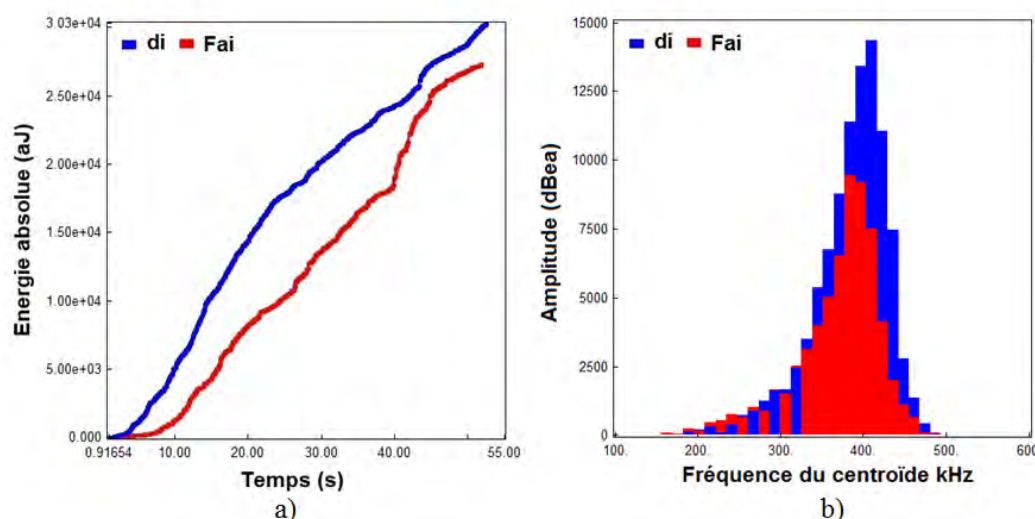 di Fai
3.03e+04
2.50e+04
2.00e+04
1.50e+04
1.00e+04
5.00e+03
0.000
Energie absolue (aJ)
0.91654 10.00 20.00 30.00 40.00 55.00
Temps (s)
a)
di Fai
15000
12500
10000
7500
5000
2500
0
Amplitude (dBea)
100. 200. 300. 400. 500. 600.
Fréquence du centroïde kHz
b)